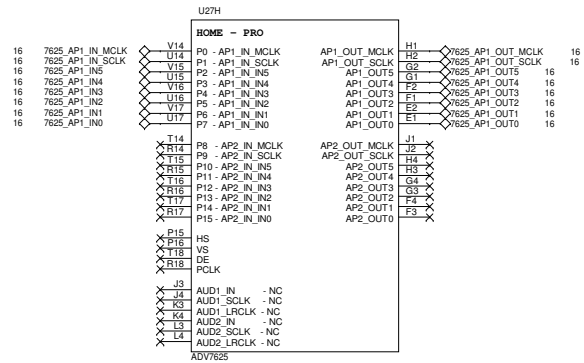 U27H
HOME - PRO
16 7625_AP1_IN_MCLK V14 P0 - AP1_IN_MCLK AP1_OUT_MCLK H1 7625_AP1_OUT_MCLK 16
16 7625_AP1_IN_SCLK U14 P1 - AP1_IN_SCLK AP1_OUT_SCLK H2 7625_AP1_OUT_SCLK 16
16 7625_AP1_IN5 V15 P2 - AP1_IN_IN5 AP1_OUT5 G2 7625_AP1_OUT5 16
16 7625_AP1_IN4 U15 P3 - AP1_IN_IN4 AP1_OUT4 G1 7625_AP1_OUT4 16
16 7625_AP1_IN3 V16 P4 - AP1_IN_IN3 AP1_OUT3 F2 7625_AP1_OUT3 16
16 7625_AP1_IN2 U16 P5 - AP1_IN_IN2 AP1_OUT2 F1 7625_AP1_OUT2 16
16 7625_AP1_IN1 V17 P6 - AP1_IN_IN1 AP1_OUT1 E2 7625_AP1_OUT1 16
16 7625_AP1_IN0 U17 P7 - AP1_IN_IN0 AP1_OUT0 E1 7625_AP1_OUT0 16
T14 P8 - AP2_IN_MCLK AP2_OUT_MCLK J1
R14 P9 - AP2_IN_SCLK AP2_OUT_SCLK J2
T15 P10 - AP2_IN_IN5 AP2_OUT5 H4
R15 P11 - AP2_IN_IN4 AP2_OUT4 H3
T16 P12 - AP2_IN_IN3 AP2_OUT3 G4
R16 P13 - AP2_IN_IN2 AP2_OUT2 G3
T17 P14 - AP2_IN_IN1 AP2_OUT1 F4
R17 P15 - AP2_IN_IN0 AP2_OUT0 F3
P15 HS
P16 VS
T18 DE
R18 PCLK
J3 AUD1_IN - NC
J4 AUD1_SCLK - NC
K3 AUD1_LRCLK - NC
K4 AUD2_IN - NC
L3 AUD2_SCLK - NC
L4 AUD2_LRCLK - NC
ADV7625